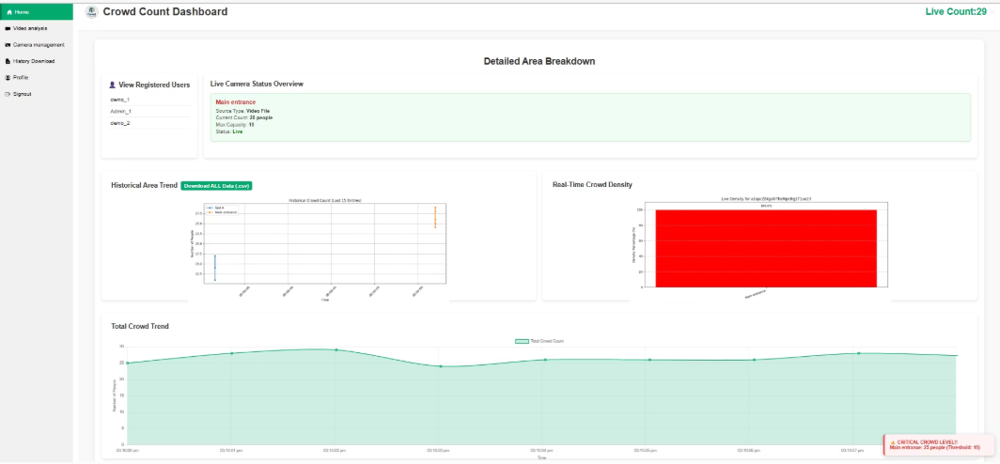 Home
Video analysis
Camera management
History Download
Profile
Signout
Crowd Count Dashboard
Live Count:29
Detailed Area Breakdown
View Registered Users
demo_1
Admin_1
demo_2
Live Camera Status Overview
Main entrance
Source Type: Video File
Current Count: 25 people
Max Capacity: 10
Status: Live
Historical Area Trend
Download ALL Data (.csv)
Historical Crowd Count (Last 15 Entries)
Main entrance
Number of People
Time
Real-Time Crowd Density
Density Percentage (%)
100
80
60
40
20
0
Main entrance
Total Crowd Trend
Total Crowd Count
Number of People
30
25
20
15
10
5
0
03:10:00 pm
03:10:01 pm
03:10:02 pm
03:10:03 pm
03:10:04 pm
03:10:05 pm
03:10:06 pm
03:10:07 pm
Time
CRITICAL CROWD LEVEL!!
Main entrance: 25 people (Threshold: 10)